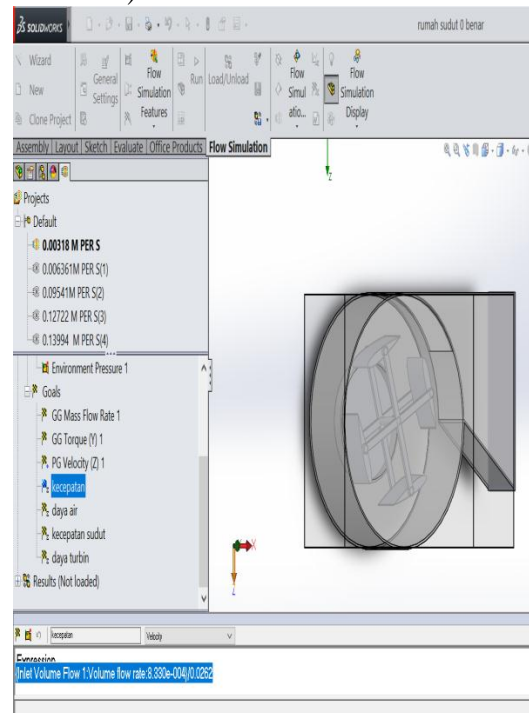 SOLIDWORKS
rumah sudut 0 benar
Wizard
New
Clone Project
General Settings
Flow Simulation Features
Run
Load/Unload
Flow Simul atio...
Flow Simulation Display
Assembly Layout Sketch Evaluate Office Products Flow Simulation
Z
Projects
Default
0.00318 M PER S
0.006361M PER S(1)
0.09541M PER S(2)
0.12722 M PER S(3)
0.13994 M PER S(4)
Environment Pressure 1
Goals
GG Mass Flow Rate 1
GG Torque (Y) 1
PG Velocity (Z) 1
kecepatan
daya air
kecepatan sudut
daya turbin
Results (Not loaded)
X
Z
kecepatan
Velocity
Expression
{Inlet Volume Flow 1:Volume flow rate:8.330e-004}/0.0262